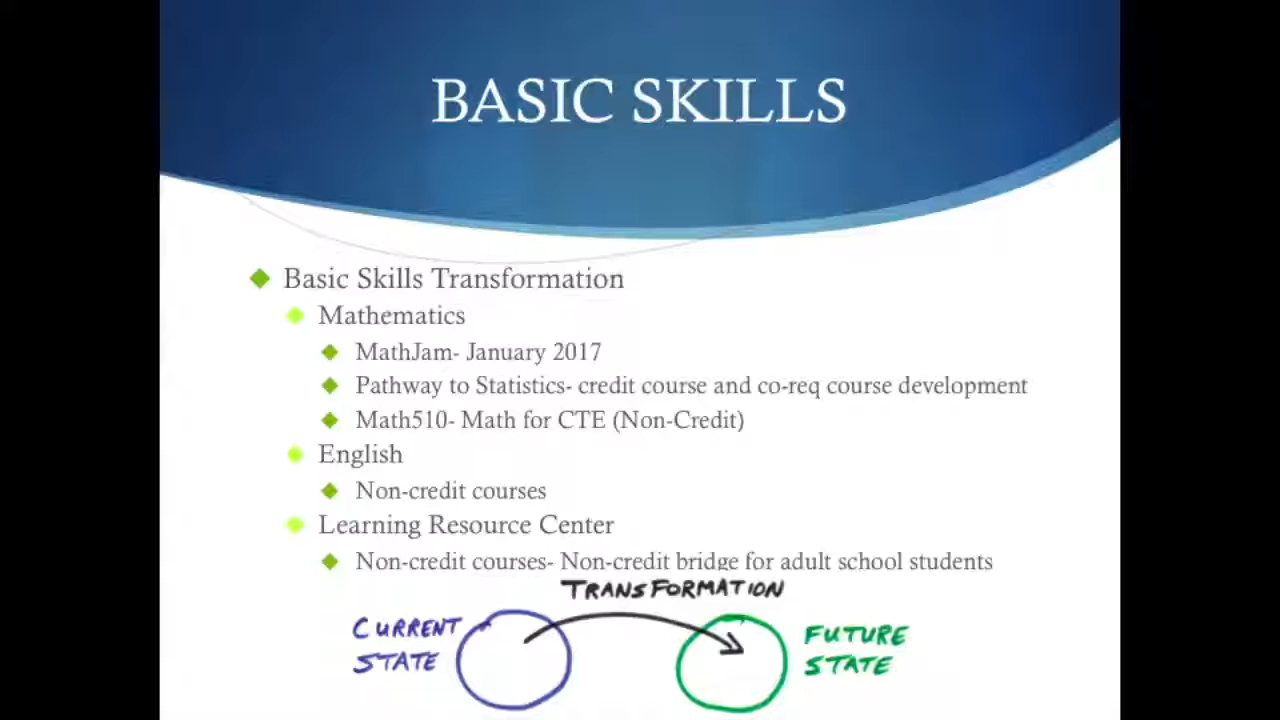 BASIC SKILLS
Basic Skills Transformation
Mathematics
MathJam- January 2017
Pathway to Statistics- credit course and co-req course development
Math510- Math for CTE (Non-Credit)
English
Non-credit courses
Learning Resource Center
Non-credit courses- Non-credit bridge for adult school students
TRANSFORMATION
CURRENT
STATE
FUTURE
STATE